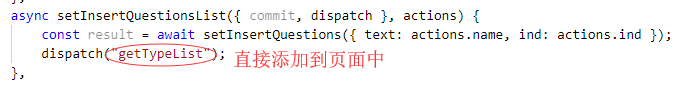 async setInsertQuestionsList({ commit, dispatch }, actions) {
const result = await setInsertQuestions({ text: actions.name, ind: actions.ind });
dispatch("getTypeList"); 直接添加到页面中
},